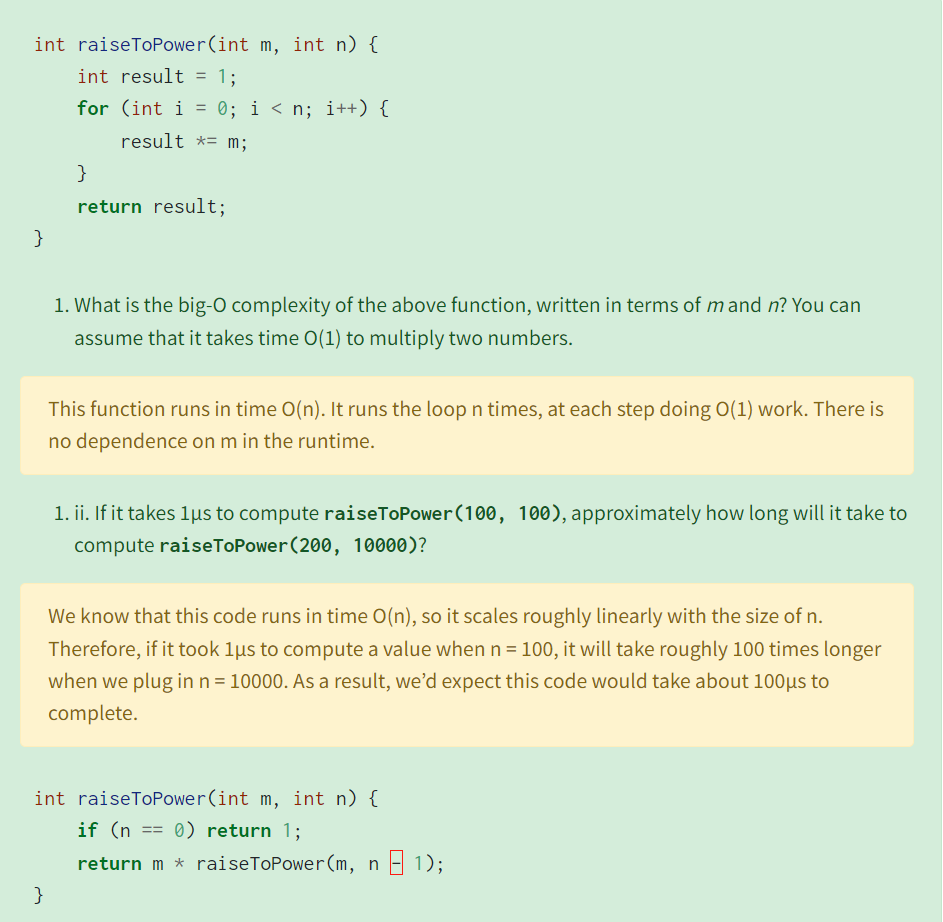 int raiseToPower(int m, int n) {
    int result = 1;
    for (int i = 0; i < n; i++) {
        result *= m;
    }
    return result;
}
1. What is the big-O complexity of the above function, written in terms of m and n? You can
assume that it takes time O(1) to multiply two numbers.
This function runs in time O(n). It runs the loop n times, at each step doing O(1) work. There is
no dependence on m in the runtime.
1. ii. If it takes 1μs to compute raiseToPower(100, 100), approximately how long will it take to
compute raiseToPower(200, 10000)?
We know that this code runs in time O(n), so it scales roughly linearly with the size of n.
Therefore, if it took 1μs to compute a value when n = 100, it will take roughly 100 times longer
when we plug in n = 10000. As a result, we’d expect this code would take about 100μs to
complete.
int raiseToPower(int m, int n) {
    if (n == 0) return 1;
    return m * raiseToPower(m, n − 1);
}